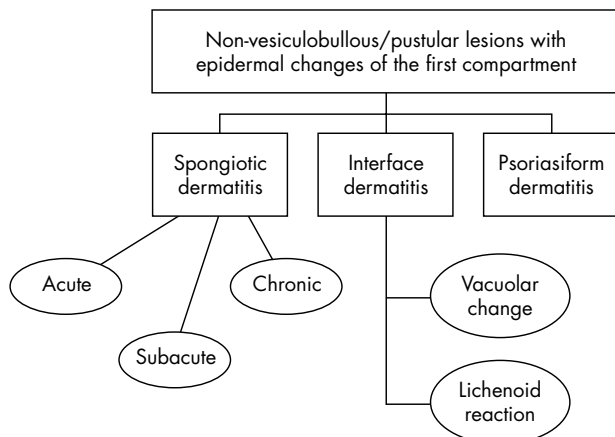 Non-vesiculobullous/pustular lesions with
epidermal changes of the first compartment
Spongiotic
dermatitis
Interface
dermatitis
Psoriasiform
dermatitis
Acute
Subacute
Chronic
Vacuolar
change
Lichenoid
reaction